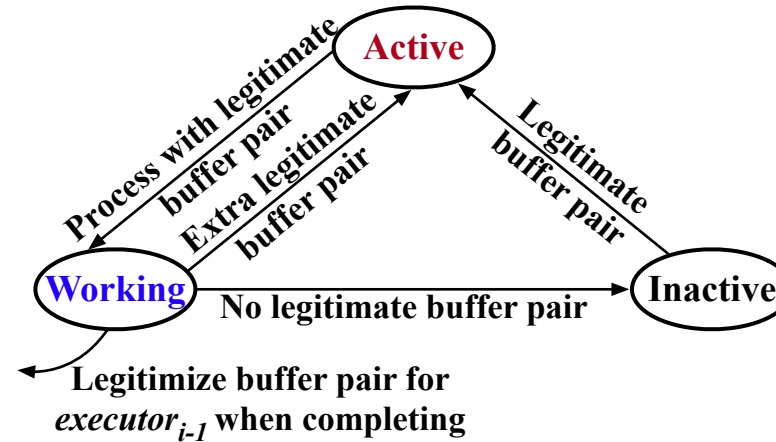 Active
Process with legitimate
buffer pair
Extra legitimate
buffer pair
Legitimate
buffer pair
Working
Inactive
No legitimate buffer pair
Legitimize buffer pair for
executor_{i-1} when completing